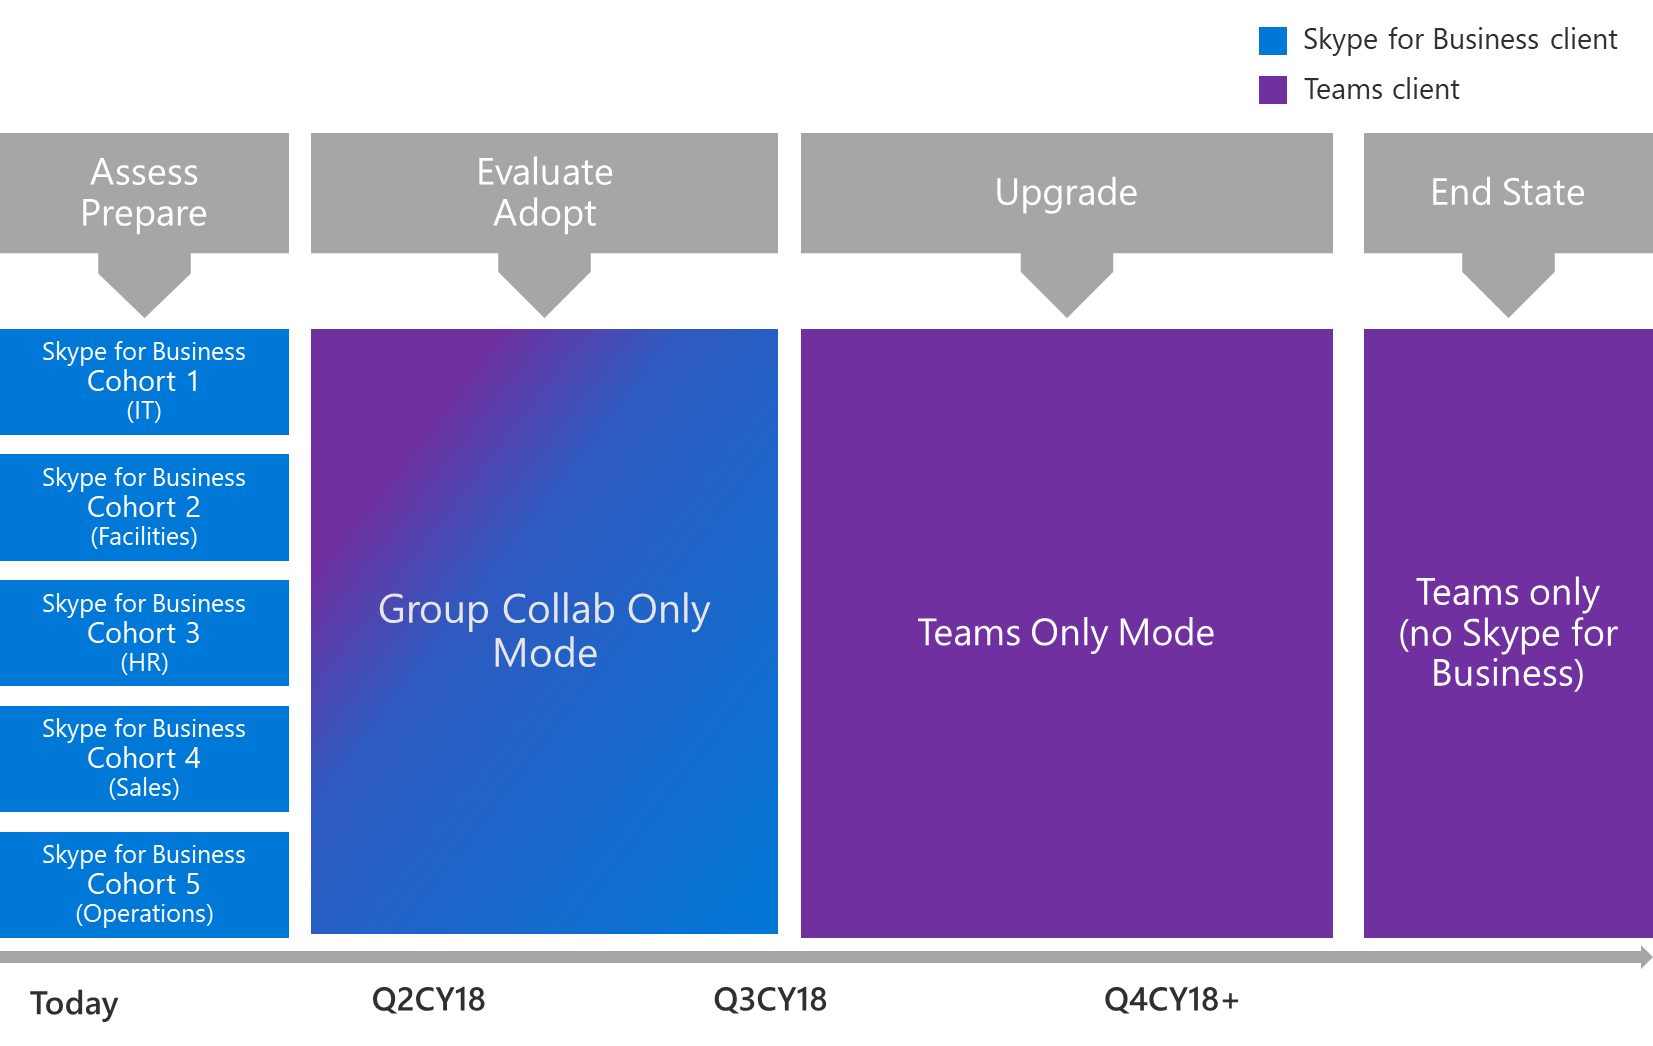 Skype for Business client
Teams client
Assess
Prepare
Evaluate
Adopt
Upgrade
End State
Skype for Business
Cohort 1
(IT)
Skype for Business
Cohort 2
(Facilities)
Skype for Business
Cohort 3
(HR)
Skype for Business
Cohort 4
(Sales)
Skype for Business
Cohort 5
(Operations)
Group Collab Only
Mode
Teams Only Mode
Teams only
(no Skype for
Business)
Today
Q2CY18
Q3CY18
Q4CY18+